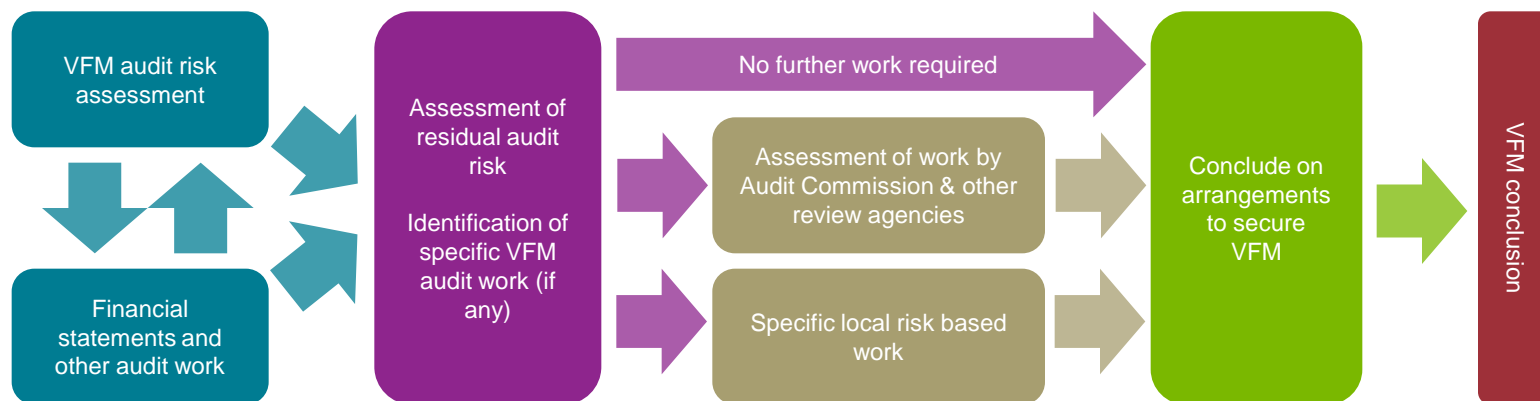 VFM audit risk
assessment
Financial
statements and
other audit work
Assessment of
residual audit
risk
Identification of
specific VFM
audit work (if
any)
No further work required
Assessment of work by
Audit Commission & other
review agencies
Specific local risk based
work
Conclude on
arrangements
to secure
VFM
VFM conclusion